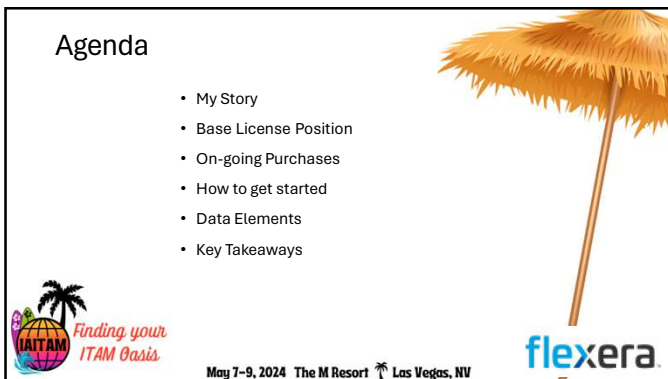 Agenda
• My Story
• Base License Position
• On-going Purchases
• How to get started
• Data Elements
• Key Takeaways
IAITAM
Finding your
ITAM Oasis
May 7-9, 2024 The M Resort Las Vegas, NV
flexera